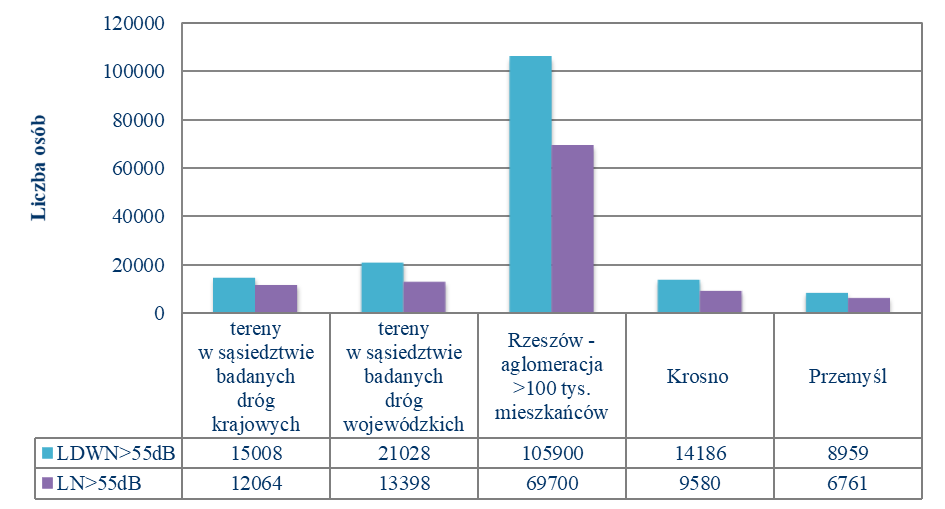 120000
100000
80000
60000
40000
20000
0
Liczba osób
tereny
w sąsiedztwie
badanych
dróg
krajowych
tereny
w sąsiedztwie
badanych
dróg
wojewódzkich
Rzeszów -
aglomeracja
>100 tys.
mieszkańców
Krosno
Przemyśl
LDWN>55dB 15008 21028 105900 14186 8959
LN>55dB 12064 13398 69700 9580 6761